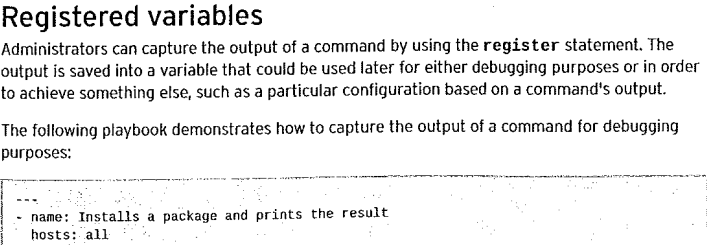 Registered variables
Administrators can capture the output of a command by using the register statement. The
output is saved into a variable that could be used later for either debugging purposes or in order
to achieve something else, such as a particular configuration based on a command's output.
The following playbook demonstrates how to capture the output of a command for debugging
purposes:
---
- name: Installs a package and prints the result
hosts: all